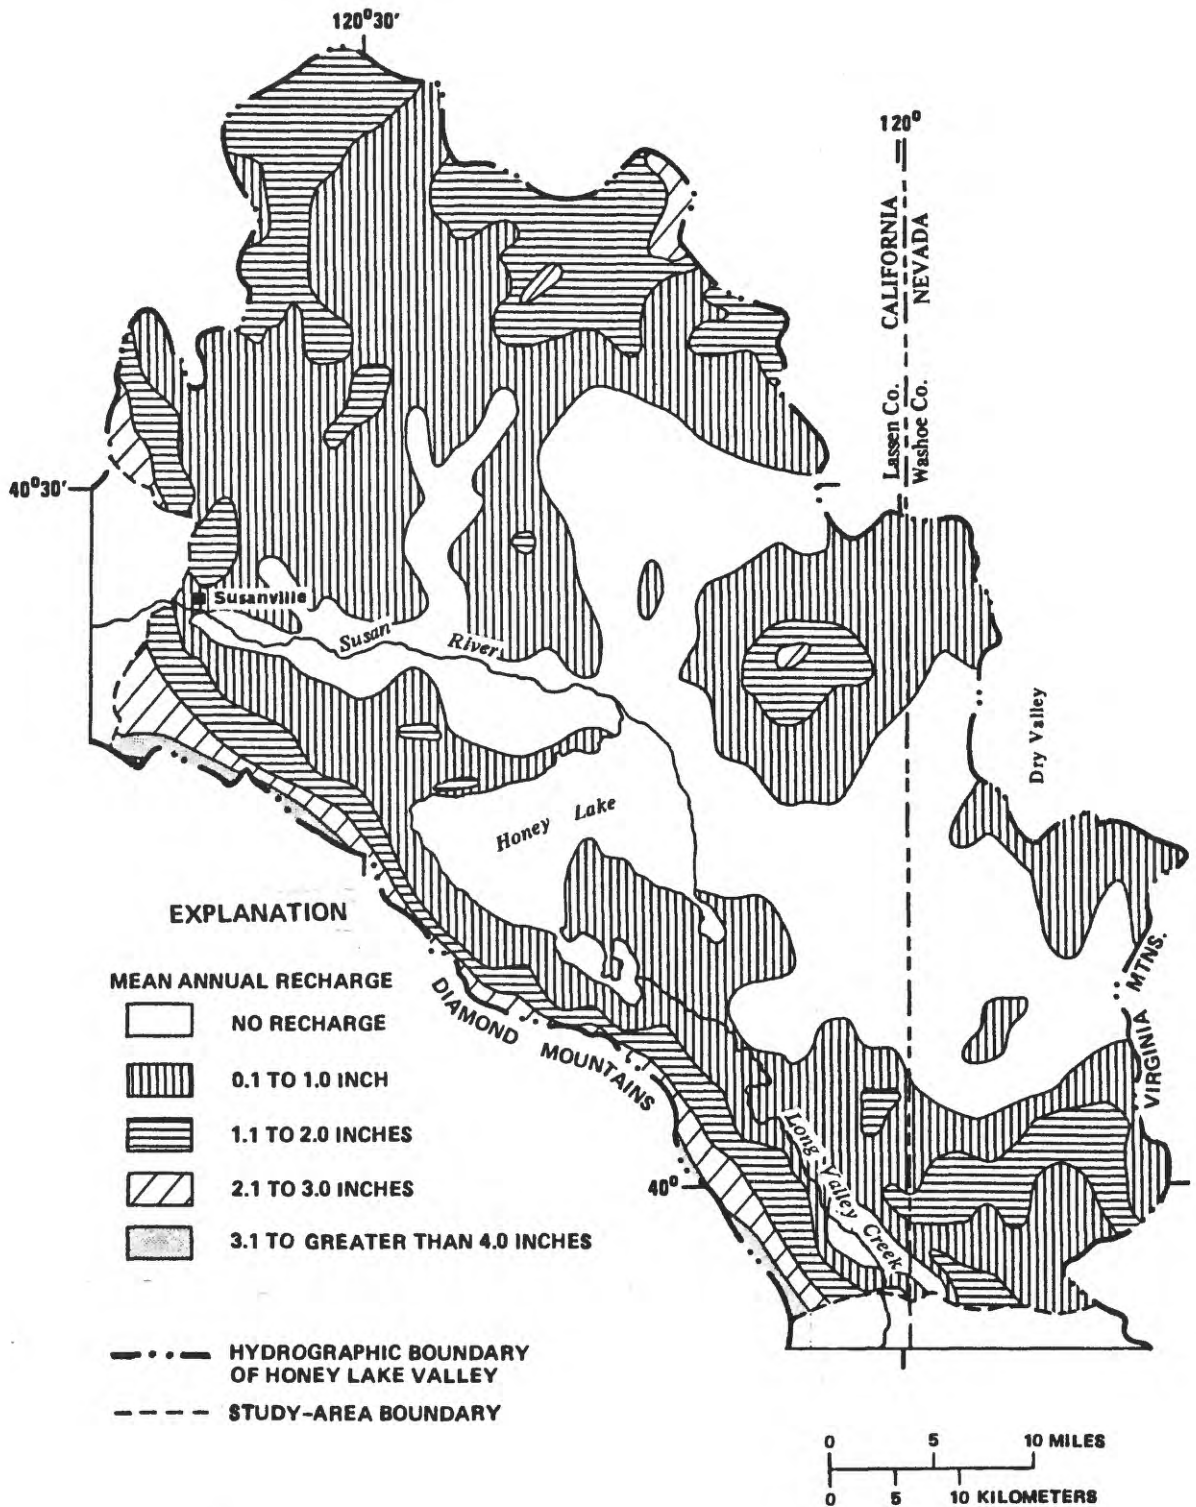 120°30′
120°
CALIFORNIA
NEVADA
Lassen Co.
Washoe Co.
40°30′
Susanville
Susan River
Dry Valley
Honey Lake
EXPLANATION
MEAN ANNUAL RECHARGE
NO RECHARGE
0.1 TO 1.0 INCH
1.1 TO 2.0 INCHES
2.1 TO 3.0 INCHES
3.1 TO GREATER THAN 4.0 INCHES
DIAMOND MOUNTAINS
VIRGINIA MTNS.
Long Valley Creek
40°
HYDROGRAPHIC BOUNDARY
OF HONEY LAKE VALLEY
STUDY-AREA BOUNDARY
0 5 10 MILES
0 5 10 KILOMETERS